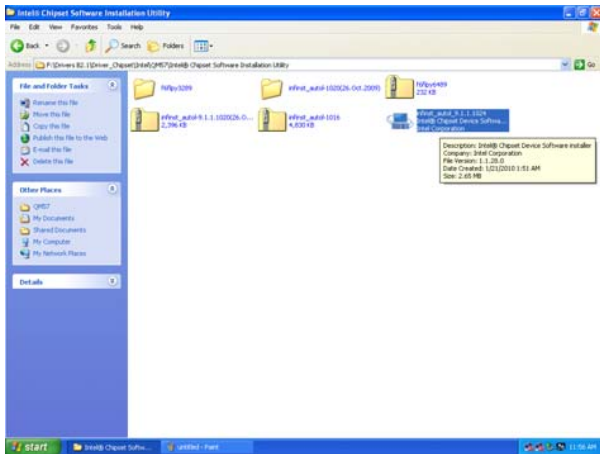 Intel® Chipset Software Installation Utility
File Edit View Favorites Tools Help
Back Search Folders
Address F:\Drivers 82.1\Driver_Chipset\Intel\QM57\Intel® Chipset Software Installation Utility Go
File and Folder Tasks
Rename this file
Move this file
Copy this file
Publish this file to the Web
E-mail this file
Delete this file
Other Places
QM57
My Documents
Shared Documents
My Computer
My Network Places
Details
infinst_autol-1020(26.Oct.2009)
232 KB
infinst_autol-9.1.1.1020(26.O...
2,396 KB
infinst_autol-1016
4,830 KB
infinst_autol_9.1.1.1024
Intel® Chipset Device Softwa...
Intel Corporation
Description: Intel® Chipset Device Software installer
Company: Intel Corporation
File Version: 1.1.20.0
Date Created: 1/21/2010 1:51 AM
Size: 2.65 MB
start Intel® Chipset Softw... untitled - Paint 11:56 AM